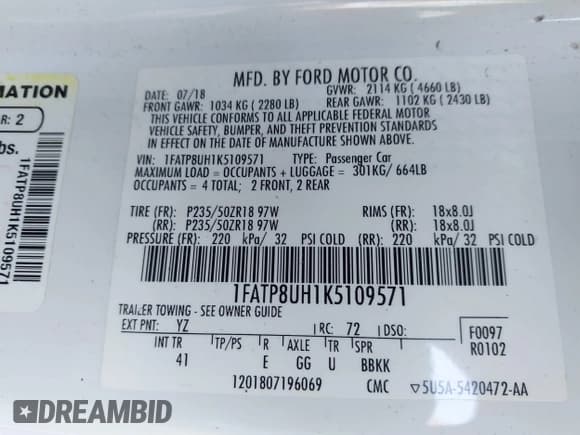 MFD. BY FORD MOTOR CO.
DATE: 07/18 GVWR: 2114 KG ( 4660 LB)
FRONT GAWR: 1034 KG ( 2280 LB) REAR GAWR: 1102 KG ( 2430 LB)
THIS VEHICLE CONFORMS TO ALL APPLICABLE FEDERAL MOTOR
VEHICLE SAFETY, BUMPER, AND THEFT PREVENTION STANDARDS
IN EFFECT ON THE DATE OF MANUFACTURE SHOWN ABOVE.
VIN: 1FATP8UH1K5109571 TYPE: Passenger Car
MAXIMUM LOAD = OCCUPANTS + LUGGAGE = 301KG/ 664LB
OCCUPANTS = 4 TOTAL; 2 FRONT, 2 REAR
TIRE (FR): P235/50ZR18 97W RIMS (FR): 18x8.0J
(RR): P235/50ZR18 97W (RR): 18x8.0J
PRESSURE (FR): 220 kPa/ 32 PSI COLD (RR): 220 kPa/ 32 PSI COLD
1FATP8UH1K5109571
TRAILER TOWING - SEE OWNER GUIDE
EXT PNT: YZ RC: 72 DSO: F0097
R0102
INT TR TP/PS R AXLE TR SPR
41 E GG U BBKK
1201807196069 CMC ▽5U5A-5420472-AA
MATION
R: 2
bs.
1FATP8UH1K5109571
DREAMBID